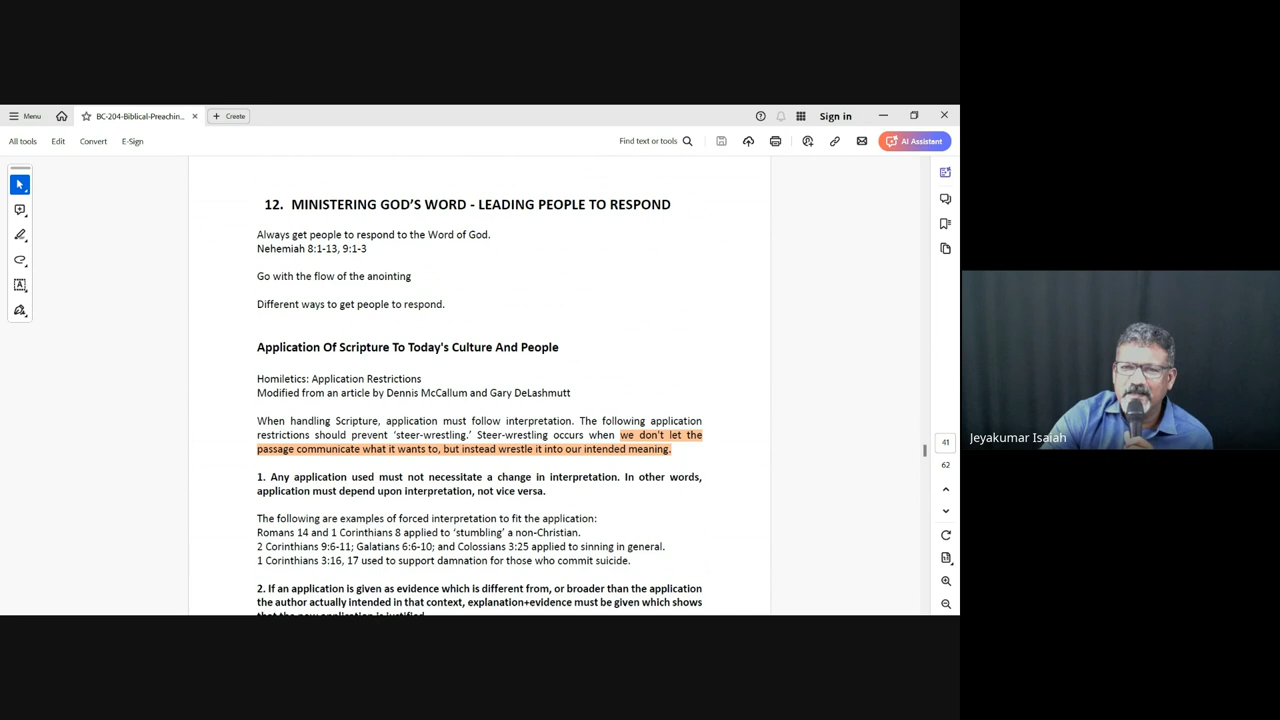 Menu
BC-204-Biblical-Preachin...
Create
Sign in
All tools
Edit
Convert
E-Sign
Find text or tools
AI Assistant
12. MINISTERING GOD'S WORD - LEADING PEOPLE TO RESPOND
Always get people to respond to the Word of God.
Nehemiah 8:1-13, 9:1-3
Go with the flow of the anointing
Different ways to get people to respond.
Application Of Scripture To Today's Culture And People
Homiletics: Application Restrictions
Modified from an article by Dennis McCallum and Gary DeLashmutt
When handling Scripture, application must follow interpretation. The following application
restrictions should prevent ‘steer-wrestling.’ Steer-wrestling occurs when we don't let the
passage communicate what it wants to, but instead wrestle it into our intended meaning.
1. Any application used must not necessitate a change in interpretation. In other words,
application must depend upon interpretation, not vice versa.
The following are examples of forced interpretation to fit the application:
Romans 14 and 1 Corinthians 8 applied to ‘stumbling’ a non-Christian.
2 Corinthians 9:6-11; Galatians 6:6-10; and Colossians 3:25 applied to sinning in general.
1 Corinthians 3:16, 17 used to support damnation for those who commit suicide.
2. If an application is given as evidence which is different from, or broader than the application
the author actually intended in that context, explanation+evidence must be given which shows
that the new application is justified.
41
62
Jeyakumar Isaiah